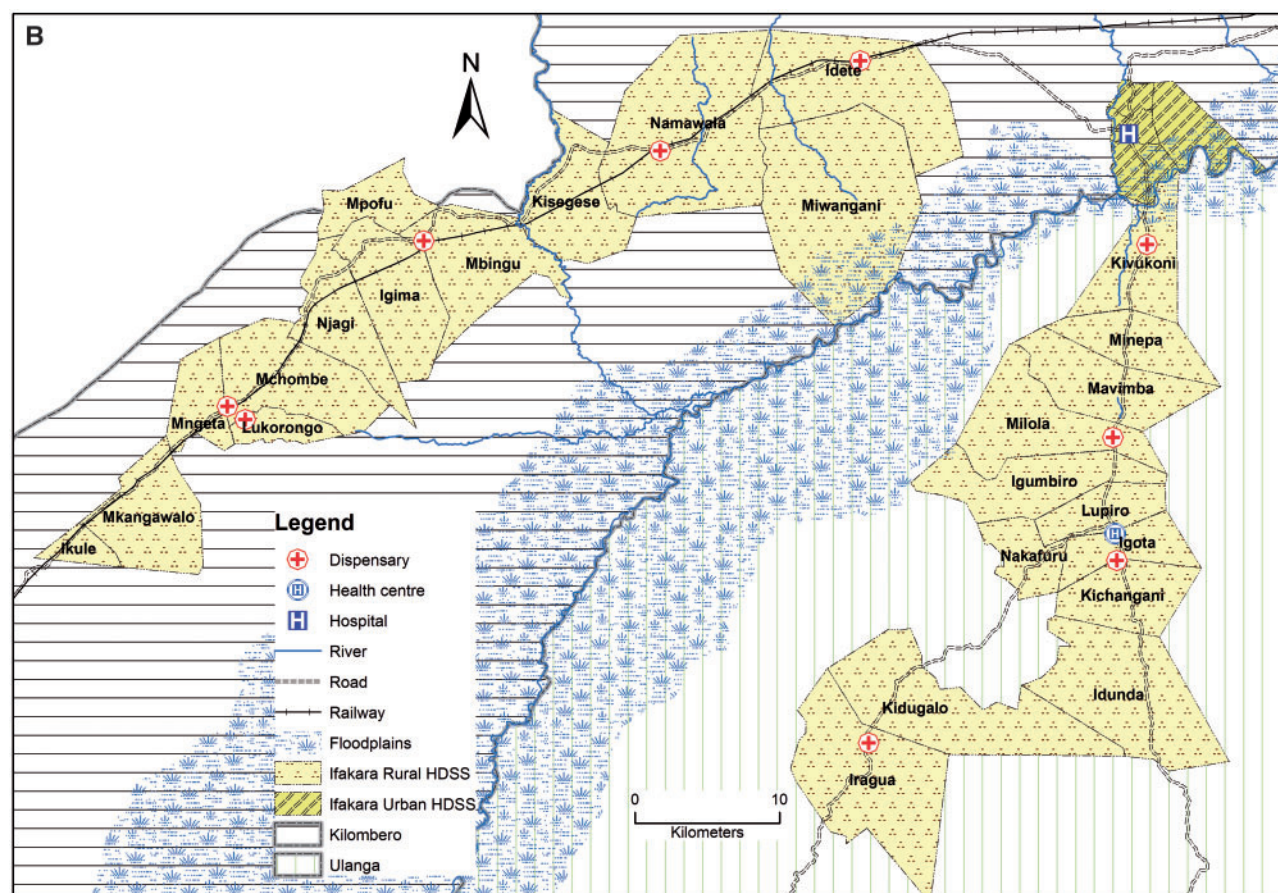 B
N
Idete
Namawala
H
Mpofu
Kisegese
Miwangani
Mbingu
Kivukoni
Igima
Njagi
Minepa
Mchombe
Mavimba
Mngeta
Lukorongo
Milola
Igumbiro
Mkangawalo
Lupiro
Ikule
H
Igota
Nakafuru
Kichangani
Idunda
Kidugalo
Iragua
Legend
Dispensary
H Health centre
H Hospital
River
Road
Railway
Floodplains
Ifakara Rural HDSS
Ifakara Urban HDSS
Kilombero
Ulanga
0 10
Kilometers